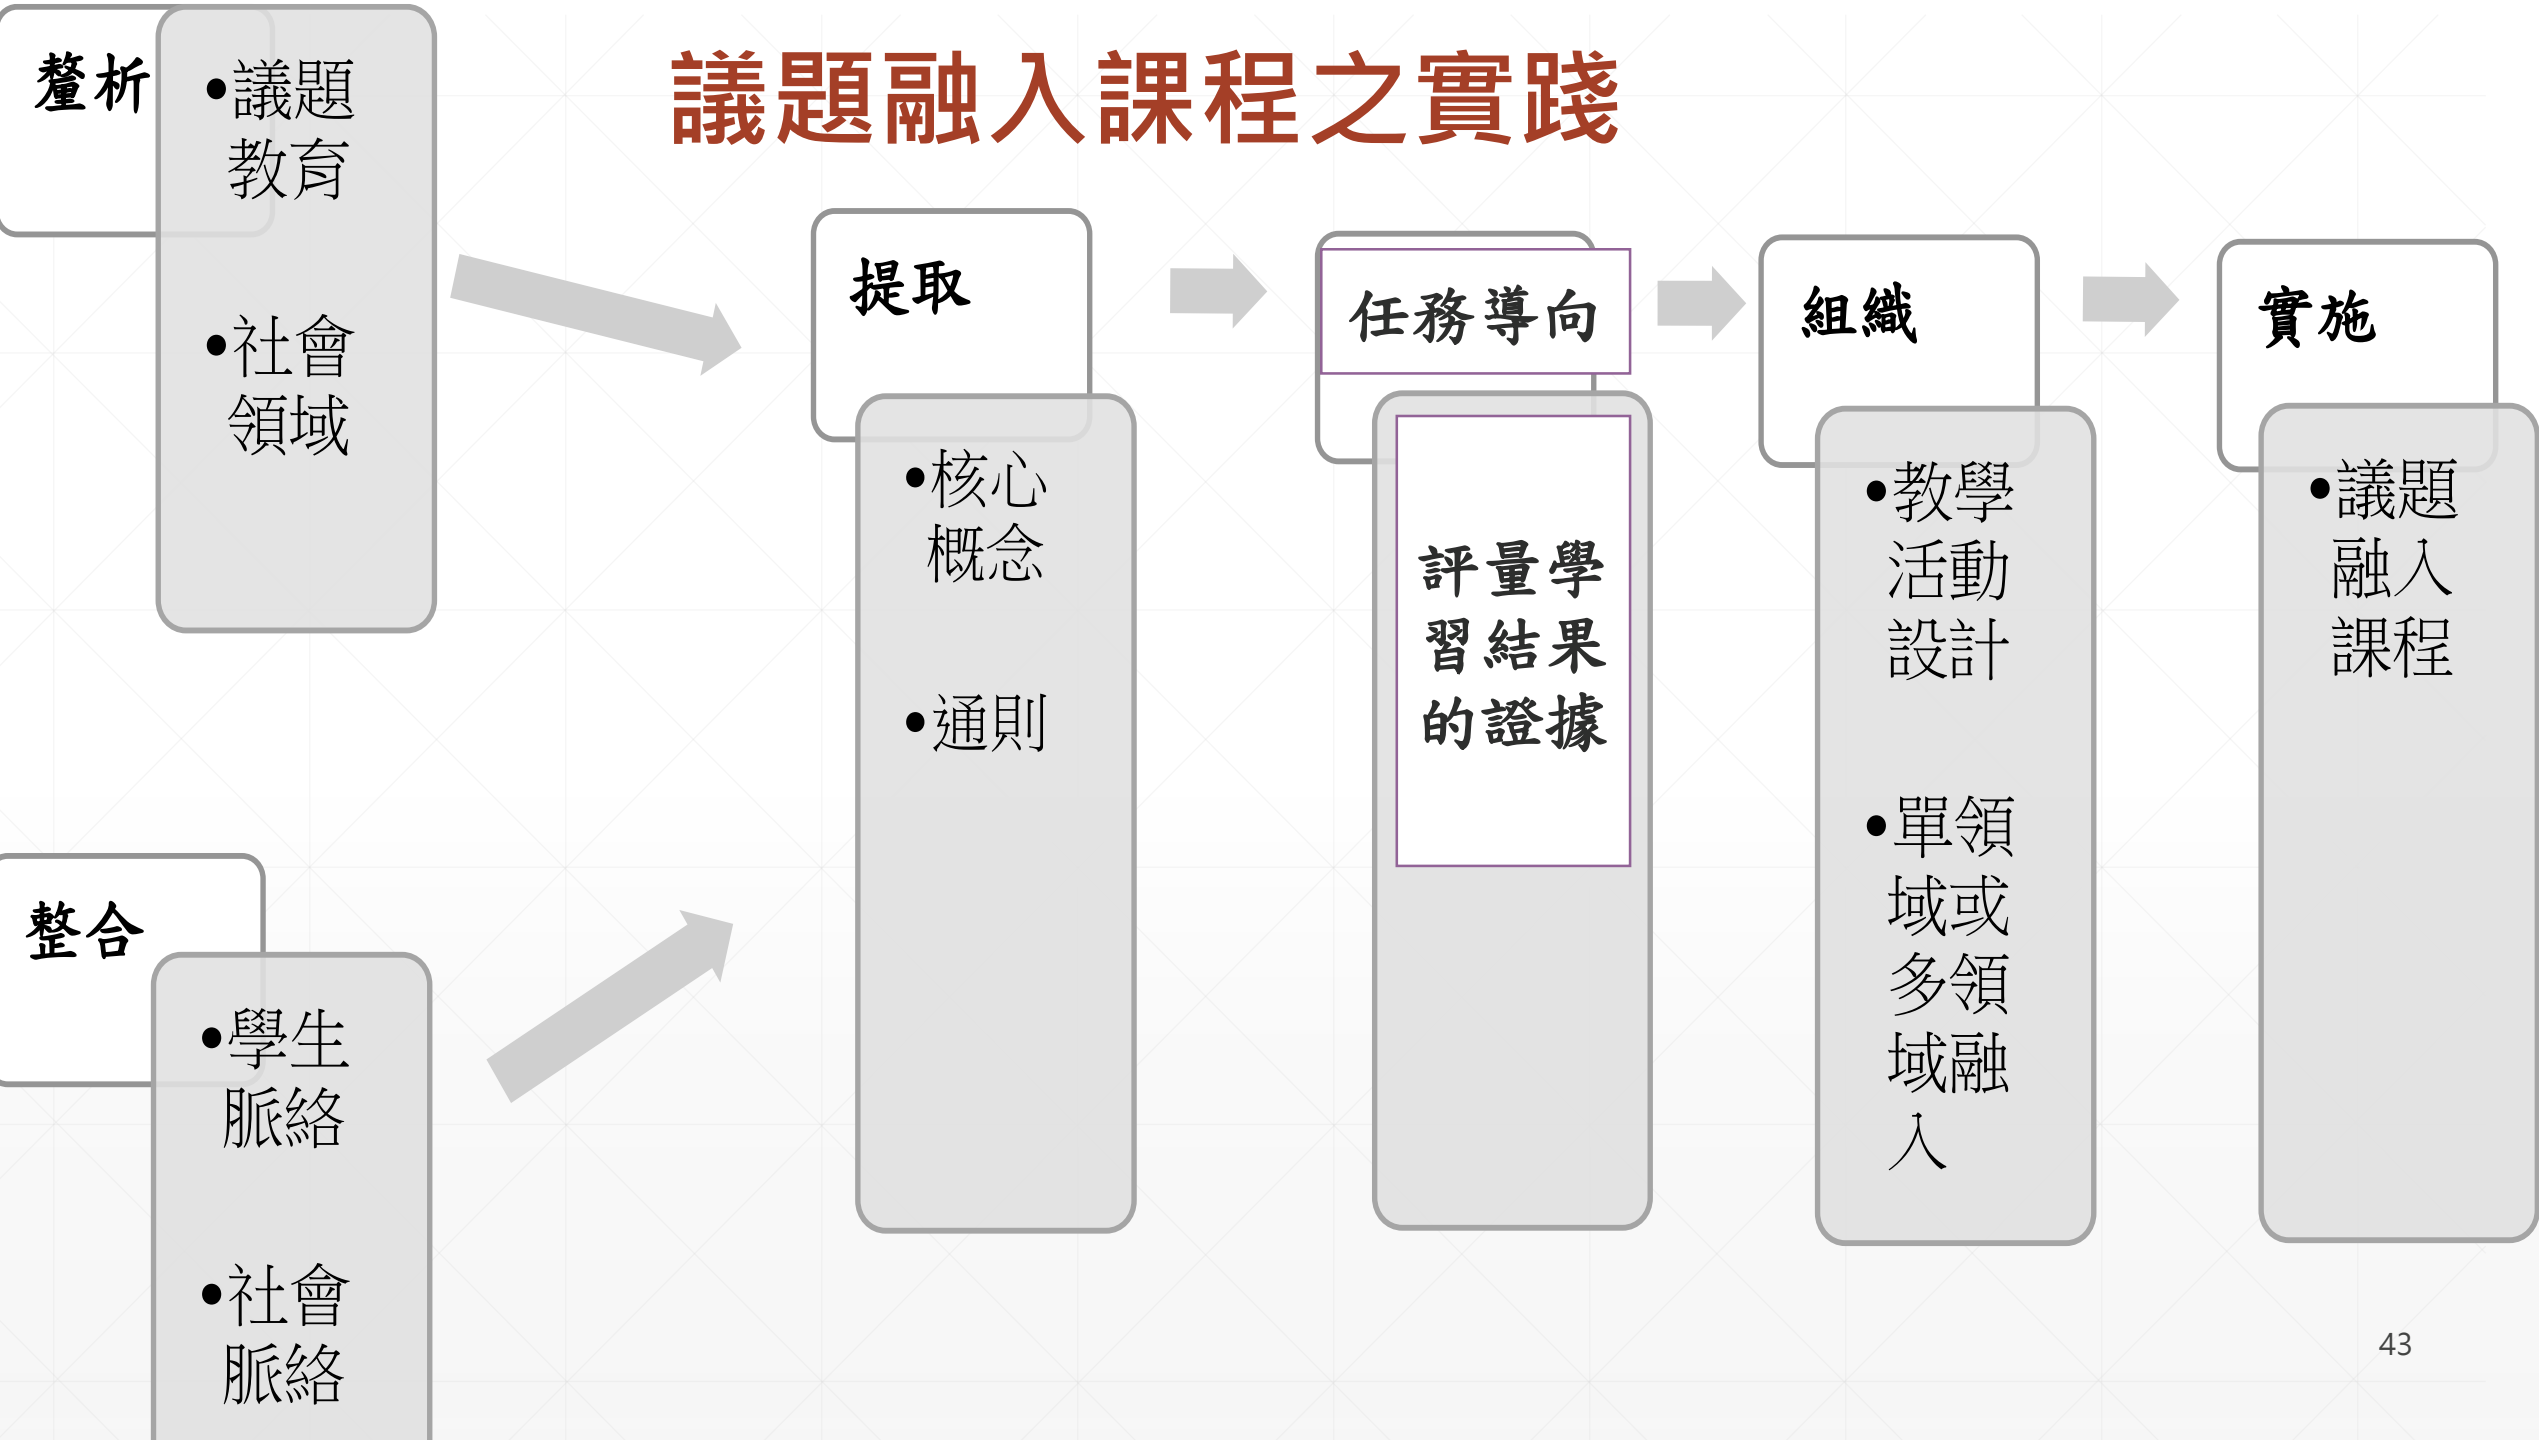 議題融入課程之實踐
釐析
•議題
教育
•社會
領域
整合
•學生
脈絡
•社會
脈絡
提取
•核心
概念
•通則
任務導向
評量學
習結果
的證據
組織
•教學
活動
設計
•單領
域或
多領
域融
入
實施
•議題
融入
課程
43